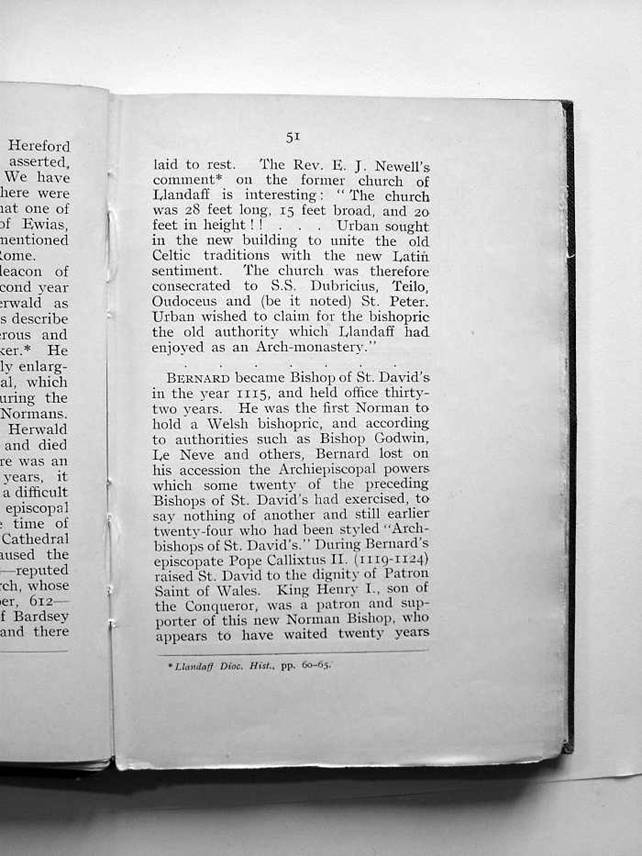 Hereford
asserted,
We have
here were
hat one of
of Ewias,
mentioned
Rome.
deacon of
cond year
erwald as
s describe
erous and
ker.* He
ly enlarg-
al, which
uring the
Normans.
Herwald
and died
re was an
years, it
a difficult
episcopal
e time of
Cathedral
aused the
—reputed
rch, whose
ber, 612—
f Bardsey
and there
51
laid to rest. The Rev. E. J. Newell's
comment* on the former church of
Llandaff is interesting: "The church
was 28 feet long, 15 feet broad, and 20
feet in height!! . . . Urban sought
in the new building to unite the old
Celtic traditions with the new Latin
sentiment. The church was therefore
consecrated to S.S. Dubricius, Teilo,
Oudoceus and (be it noted) St. Peter.
Urban wished to claim for the bishopric
the old authority which Llandaff had
enjoyed as an Arch-monastery."
. . . . . . . .
BERNARD became Bishop of St. David's
in the year 1115, and held office thirty-
two years. He was the first Norman to
hold a Welsh bishopric, and according
to authorities such as Bishop Godwin,
Le Neve and others, Bernard lost on
his accession the Archiepiscopal powers
which some twenty of the preceding
Bishops of St. David's had exercised, to
say nothing of another and still earlier
twenty-four who had been styled "Arch-
bishops of St. David's." During Bernard's
episcopate Pope Callixtus II. (1119-1124)
raised St. David to the dignity of Patron
Saint of Wales. King Henry I., son of
the Conqueror, was a patron and sup-
porter of this new Norman Bishop, who
appears to have waited twenty years
*Llandaff Dioc. Hist., pp. 60-65.